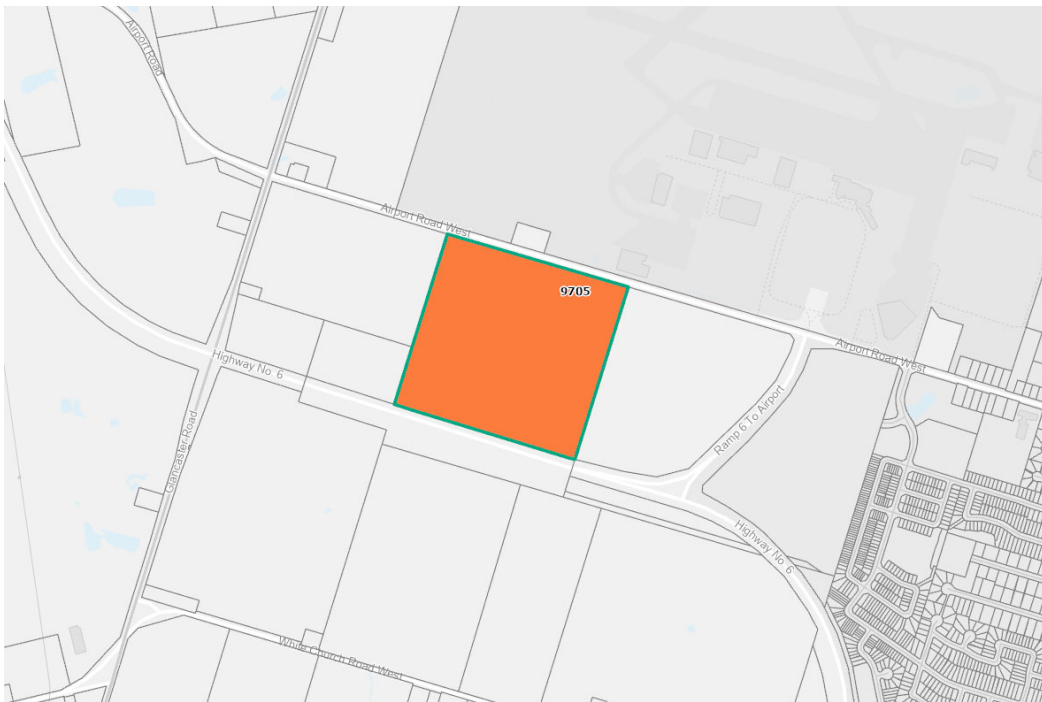 Airport Road
Airport Road West
9705
Airport Road West
Highway No. 6
Ramp 6 To Airport
Glancaster Road
Highway No. 6
White Church Road West